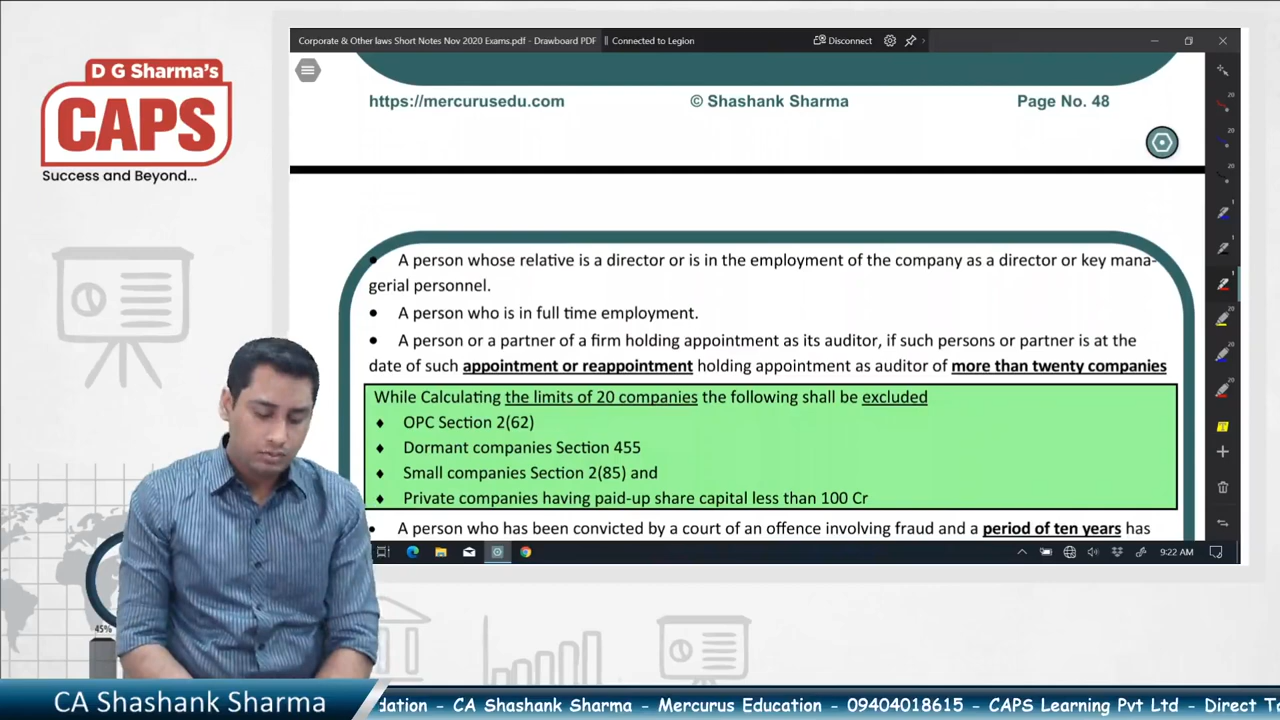 D G Sharma's
CAPS
Success and Beyond...
Corporate & Other laws Short Notes Nov 2020 Exams.pdf - Drawboard PDF
Connected to Legion
Disconnect
https://mercurusedu.com
© Shashank Sharma
Page No. 48
• A person whose relative is a director or is in the employment of the company as a director or key mana-
gerial personnel.
• A person who is in full time employment.
• A person or a partner of a firm holding appointment as its auditor, if such persons or partner is at the
date of such appointment or reappointment holding appointment as auditor of more than twenty companies
While Calculating the limits of 20 companies the following shall be excluded
♦ OPC Section 2(62)
♦ Dormant companies Section 455
♦ Small companies Section 2(85) and
♦ Private companies having paid-up share capital less than 100 Cr
• A person who has been convicted by a court of an offence involving fraud and a period of ten years has
9:22 AM
45%
CA Shashank Sharma
dation - CA Shashank Sharma - Mercurus Education - 09404018615 - CAPS Learning Pvt Ltd - Direct Ta